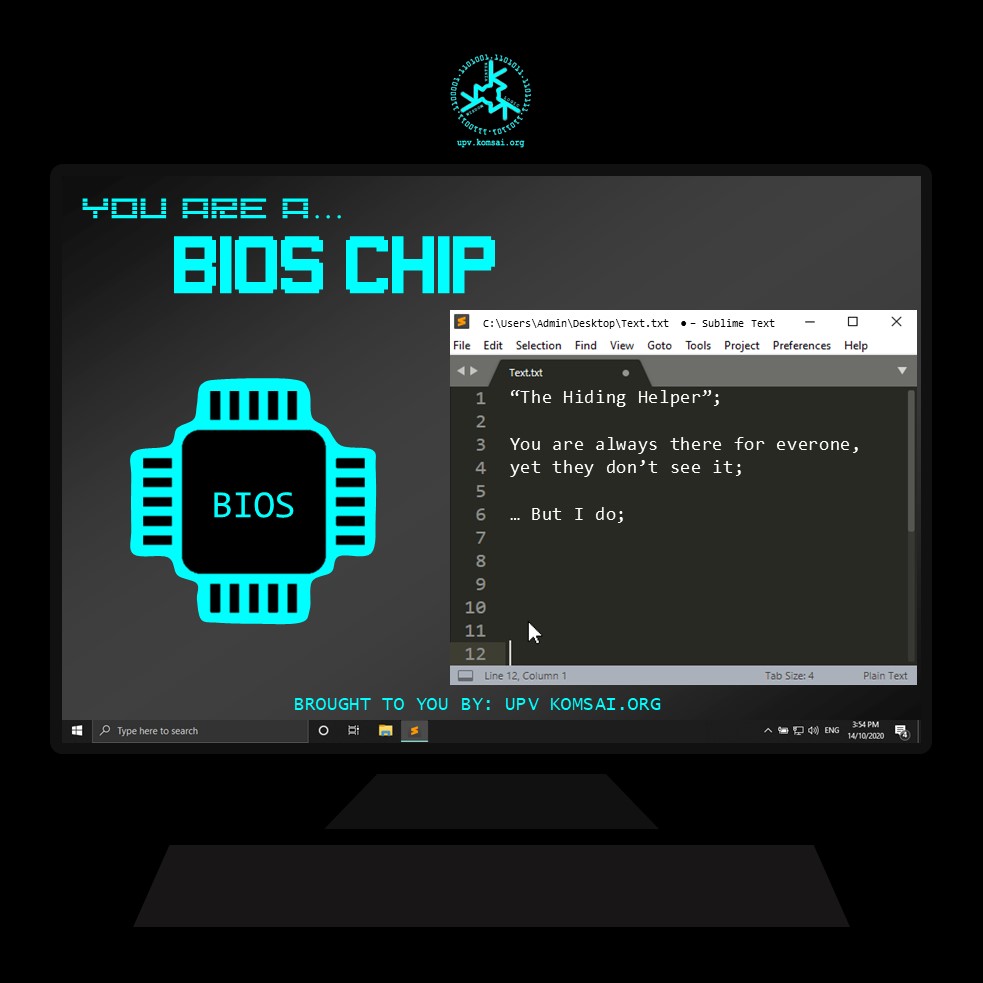 upv.komsai.org
YOU ARE A...
BIOS CHIP
BIOS
C:\Users\Admin\Desktop\Text.txt ●- Sublime Text
File Edit Selection Find View Goto Tools Project Preferences Help
Text.txt
1 “The Hiding Helper”;
2
3 You are always there for everone,
4 yet they don’t see it;
5
6 … But I do;
7
8
9
10
11
12
Line 12, Column 1 Tab Size: 4 Plain Text
BROUGHT TO YOU BY: UPV KOMSAI.ORG
Type here to search ENG 3:54 PM
14/10/2020 4